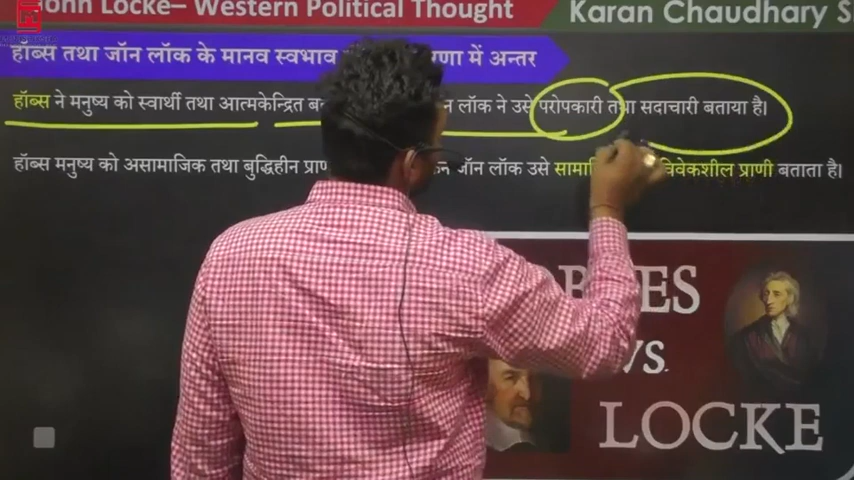 John Locke– Western Political Thought
Karan Chaudhary S
हॉब्स तथा जॉन लॉक के मानव स्वभाव में अन्तर
हॉब्स ने मनुष्य को स्वार्थी तथा आत्मकेन्द्रित लॉक ने उसे परोपकारी तथा सदाचारी बताया है।
हॉब्स मनुष्य को असामाजिक तथा बुद्धिहीन जॉन लॉक उसे विवेकशील प्राणी बताता है।
VS.
LOCKE